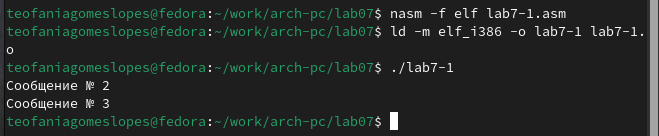 teofaniagomeslopes@fedora:~/work/arch-pc/lab07$ nasm -f elf lab7-1.asm
teofaniagomeslopes@fedora:~/work/arch-pc/lab07$ ld -m elf_i386 -o lab7-1 lab7-1.
o
teofaniagomeslopes@fedora:~/work/arch-pc/lab07$ ./lab7-1
Сообщение № 2
Сообщение № 3
teofaniagomeslopes@fedora:~/work/arch-pc/lab07$